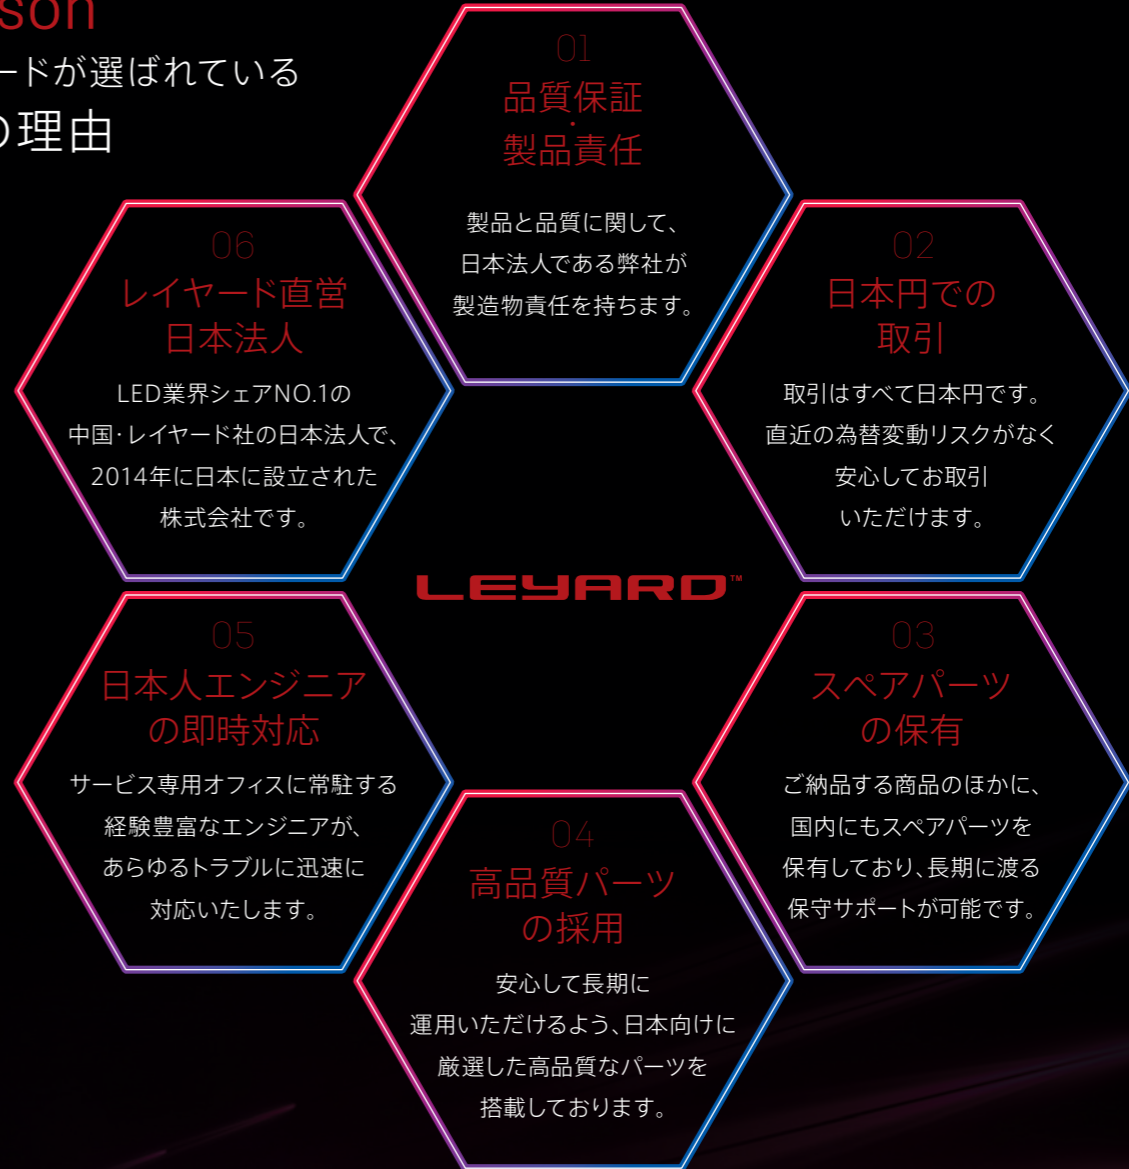 son
ードが選ばれている
の理由
01
品質保証
・
製品責任
製品と品質に関して、
日本法人である弊社が
製造物責任を持ちます。
02
日本円での
取引
取引はすべて日本円です。
直近の為替変動リスクがなく
安心してお取引
いただけます。
03
スペアパーツ
の保有
ご納品する商品のほかに、
国内にもスペアパーツを
保有しており、長期に渡る
保守サポートが可能です。
04
高品質パーツ
の採用
安心して長期に
運用いただけるよう、日本向けに
厳選した高品質なパーツを
搭載しております。
05
日本人エンジニア
の即時対応
サービス専用オフィスに常駐する
経験豊富なエンジニアが、
あらゆるトラブルに迅速に
対応いたします。
06
レイヤード直営
日本法人
LED業界シェアNO.1の
中国・レイヤード社の日本法人で、
2014年に日本に設立された
株式会社です。
LEYARD™